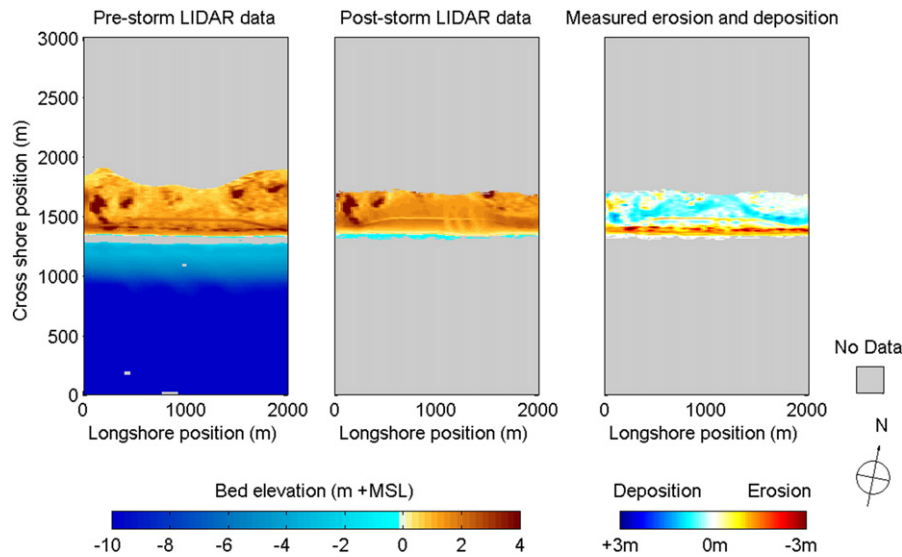 Pre-storm LIDAR data
Post-storm LIDAR data
Measured erosion and deposition
3000
2500
2000
1500
1000
500
0
Cross shore position (m)
0 1000 2000
0 1000 2000
0 1000 2000
Longshore position (m)
Longshore position (m)
Longshore position (m)
No Data
N
Bed elevation (m +MSL)
-10 -8 -6 -4 -2 0 2 4
Deposition Erosion
+3m 0m -3m